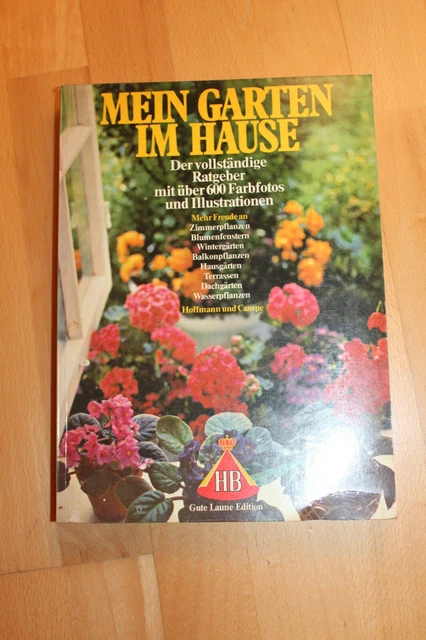 MEIN GARTEN
IM HAUSE
Der vollständige
Ratgeber
mit über 600 Farbfotos
und Illustrationen
Mehr Freude an
Zimmerpflanzen
Blumenfenstern
Wintergärten
Balkonpflanzen
Hausgärten
Terrassen
Dachgärten
Wasserpflanzen
Hoffmann und Campe
HB
Gute Laune Edition